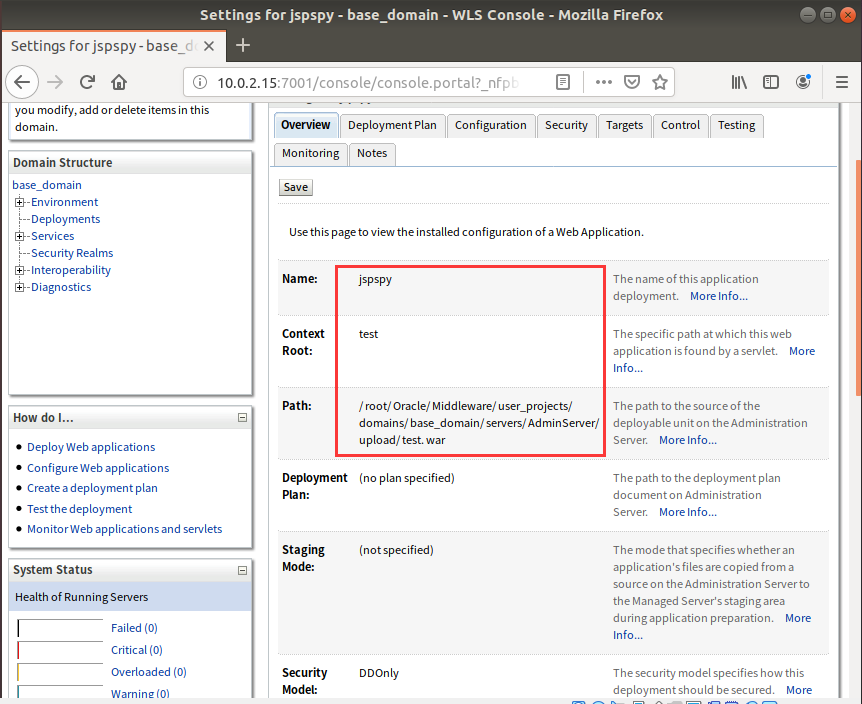 Settings for jspspy - base_domain - WLS Console - Mozilla Firefox
Settings for jspspy - base_d
10.0.2.15:7001/console/console.portal?_nfpb
you modify, add or delete items in this
domain.
Domain Structure
base_domain
Environment
Deployments
Services
Security Realms
Interoperability
Diagnostics
How do I...
Deploy Web applications
Configure Web applications
Create a deployment plan
Test the deployment
Monitor Web applications and servlets
System Status
Health of Running Servers
Failed (0)
Critical (0)
Overloaded (0)
Warning (0)
Overview Deployment Plan Configuration Security Targets Control Testing
Monitoring Notes
Save
Use this page to view the installed configuration of a Web Application.
Name: jspspy The name of this application
deployment. More Info...
Context test The specific path at which this web
Root: application is found by a servlet. More
Info...
Path: /root/Oracle/Middleware/user_projects/ The path to the source of the
domains/base_domain/servers/AdminServer/ deployable unit on the Administration
upload/test.war Server. More Info...
Deployment (no plan specified) The path to the deployment plan
Plan: document on Administration
Server. More Info...
Staging (not specified) The mode that specifies whether an
Mode: application's files are copied from a
source on the Administration Server to
the Managed Server's staging area
during application preparation. More
Info...
Security DDOnly The security model specifies how this
Model: deployment should be secured. More